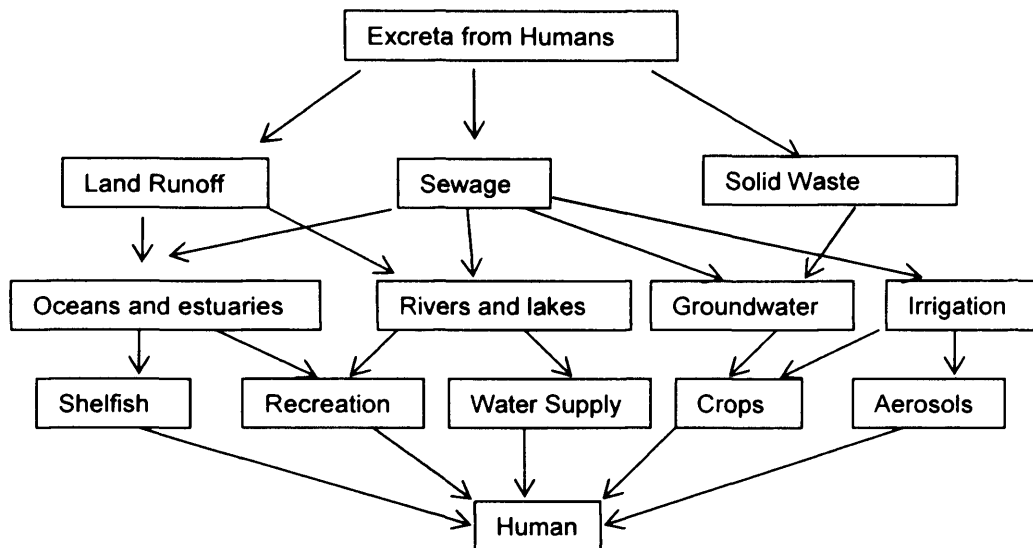 Excreta from Humans
Land Runoff
Sewage
Solid Waste
Oceans and estuaries
Rivers and lakes
Groundwater
Irrigation
Shelfish
Recreation
Water Supply
Crops
Aerosols
Human